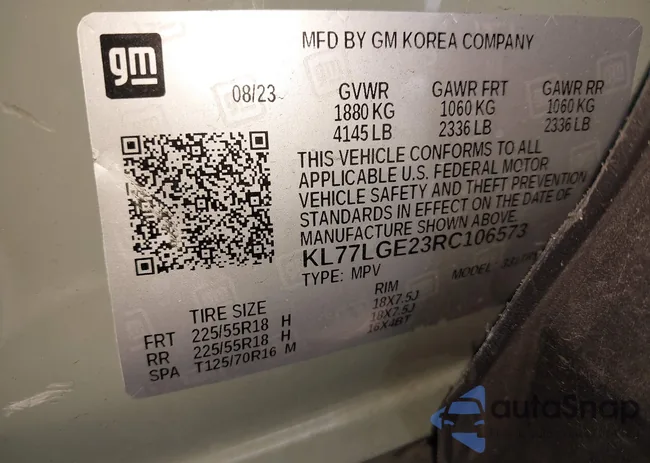 gm
MFD BY GM KOREA COMPANY
08/23 GVWR GAWR FRT GAWR RR
1880 KG 1060 KG 1060 KG
4145 LB 2336 LB 2336 LB
THIS VEHICLE CONFORMS TO ALL
APPLICABLE U.S. FEDERAL MOTOR
VEHICLE SAFETY AND THEFT PREVENTION
STANDARDS IN EFFECT ON THE DATE OF
MANUFACTURE SHOWN ABOVE.
KL77LGE23RC106573
TYPE: MPV MODEL:
TIRE SIZE RIM
FRT 225/55R18 H 18X7.5J
RR 225/55R18 H 18X7.5J
SPA T125/70R16 M 16X4BT
autoSnap